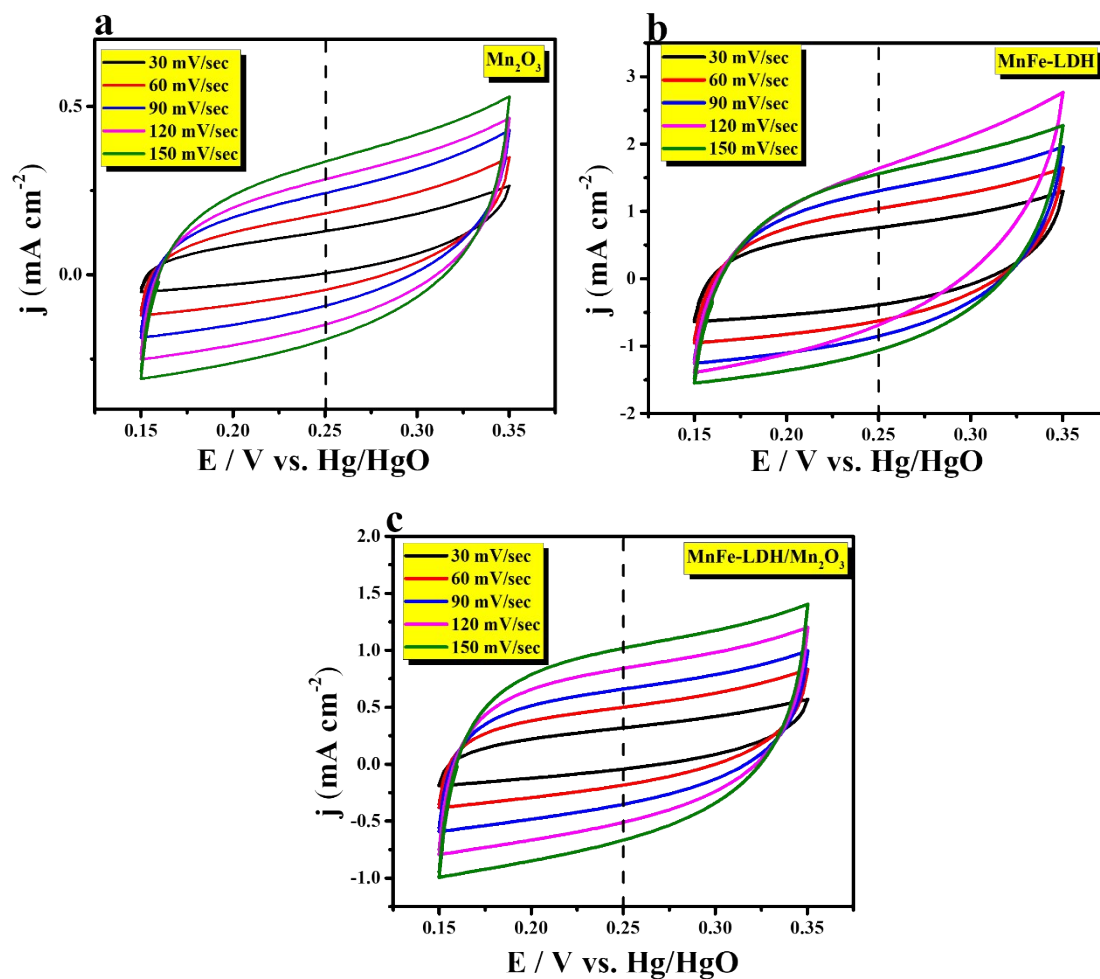 a
30 mV/sec
60 mV/sec
90 mV/sec
120 mV/sec
150 mV/sec
Mn₂O₃
0.5
0.0
j (mA cm⁻²)
0.15 0.20 0.25 0.30 0.35
E / V vs. Hg/HgO
b
30 mV/sec
60 mV/sec
90 mV/sec
120 mV/sec
150 mV/sec
MnFe-LDH
3
2
1
0
-1
-2
j (mA cm⁻²)
0.15 0.20 0.25 0.30 0.35
E / V vs. Hg/HgO
c
30 mV/sec
60 mV/sec
90 mV/sec
120 mV/sec
150 mV/sec
MnFe-LDH/Mn₂O₃
2.0
1.5
1.0
0.5
0.0
-0.5
-1.0
j (mA cm⁻²)
0.15 0.20 0.25 0.30 0.35
E / V vs. Hg/HgO